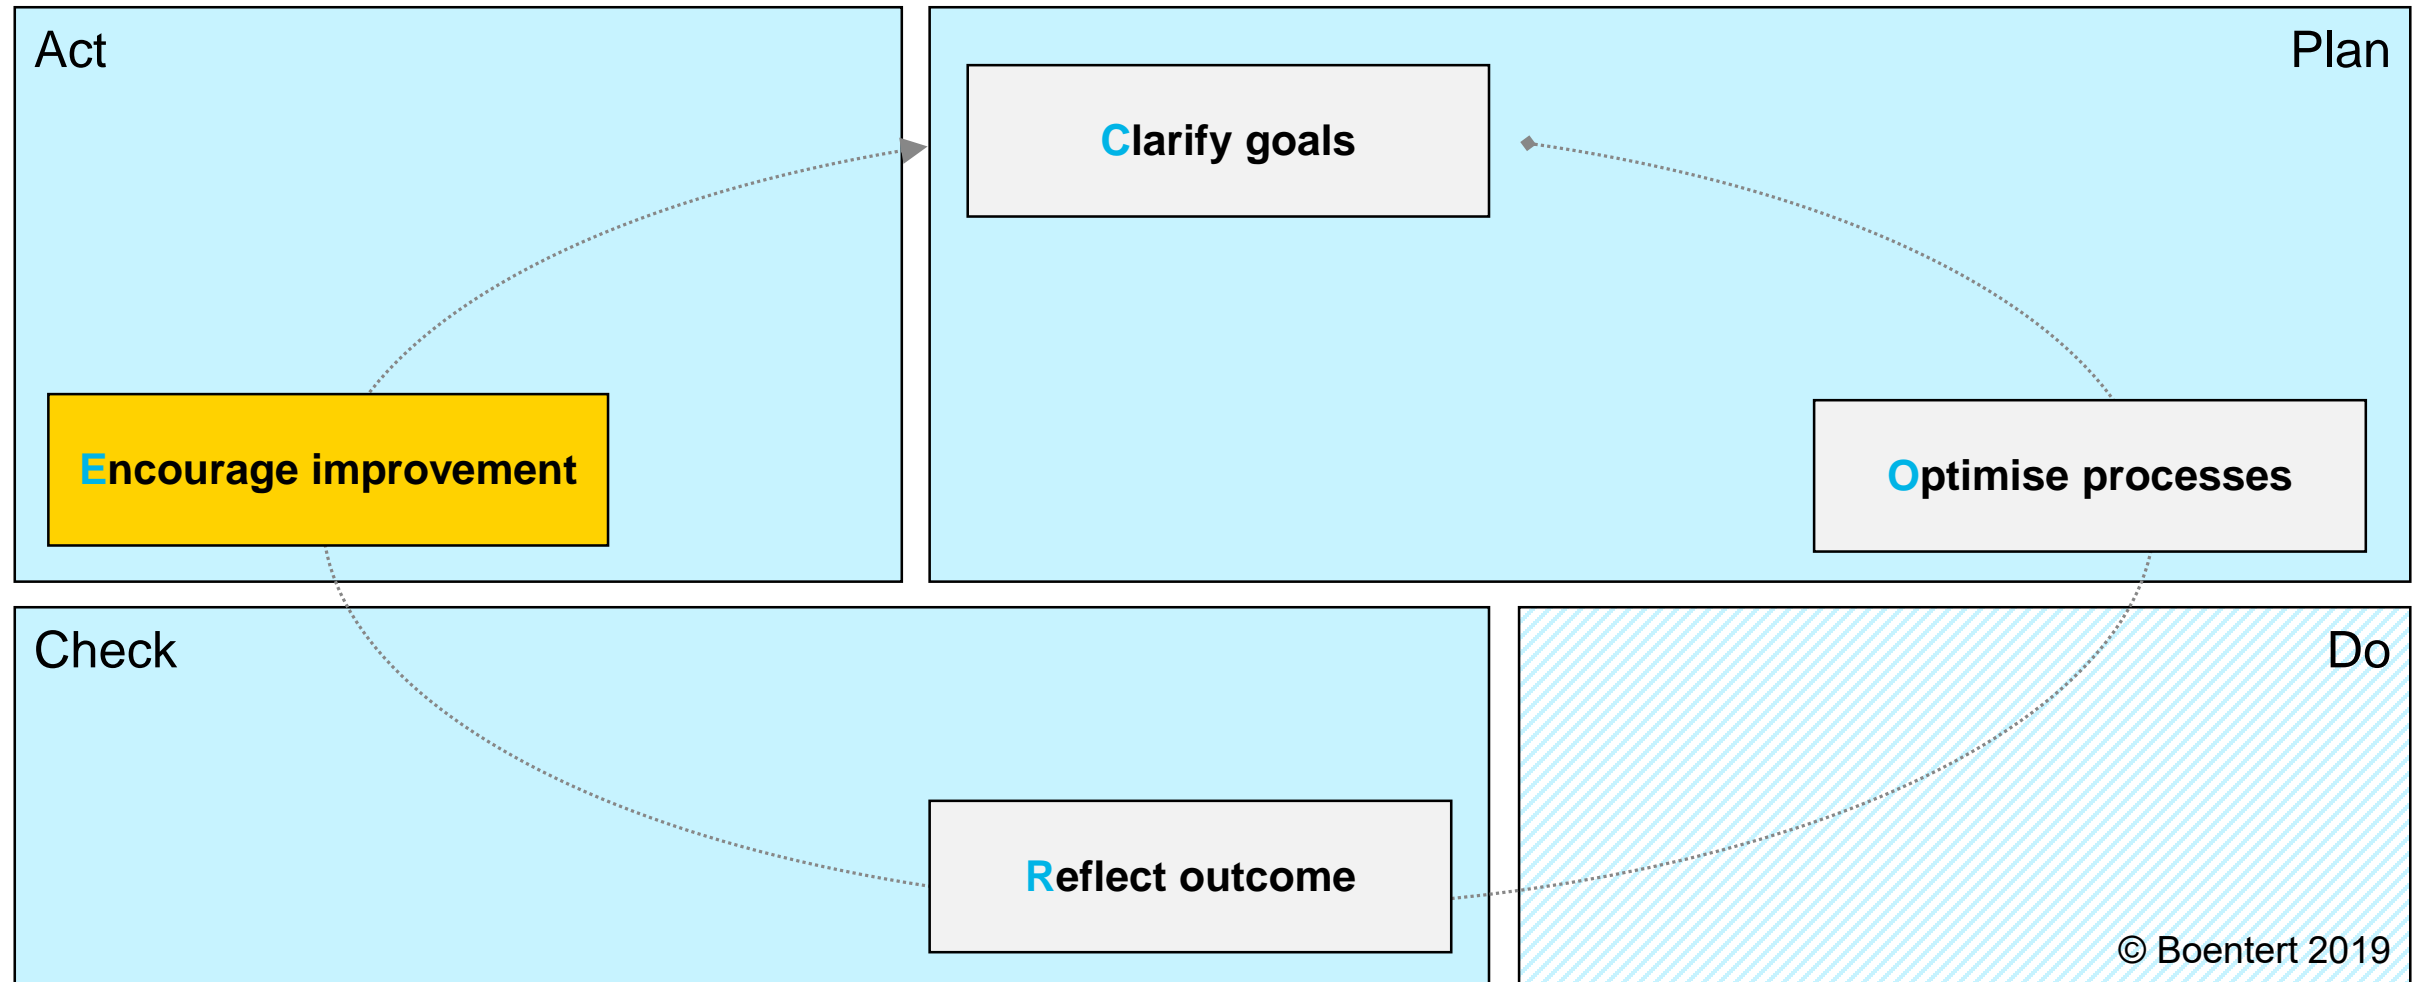 Act
Plan
Clarify goals
Encourage improvement
Optimise processes
Check
Do
Reflect outcome
© Boentert 2019